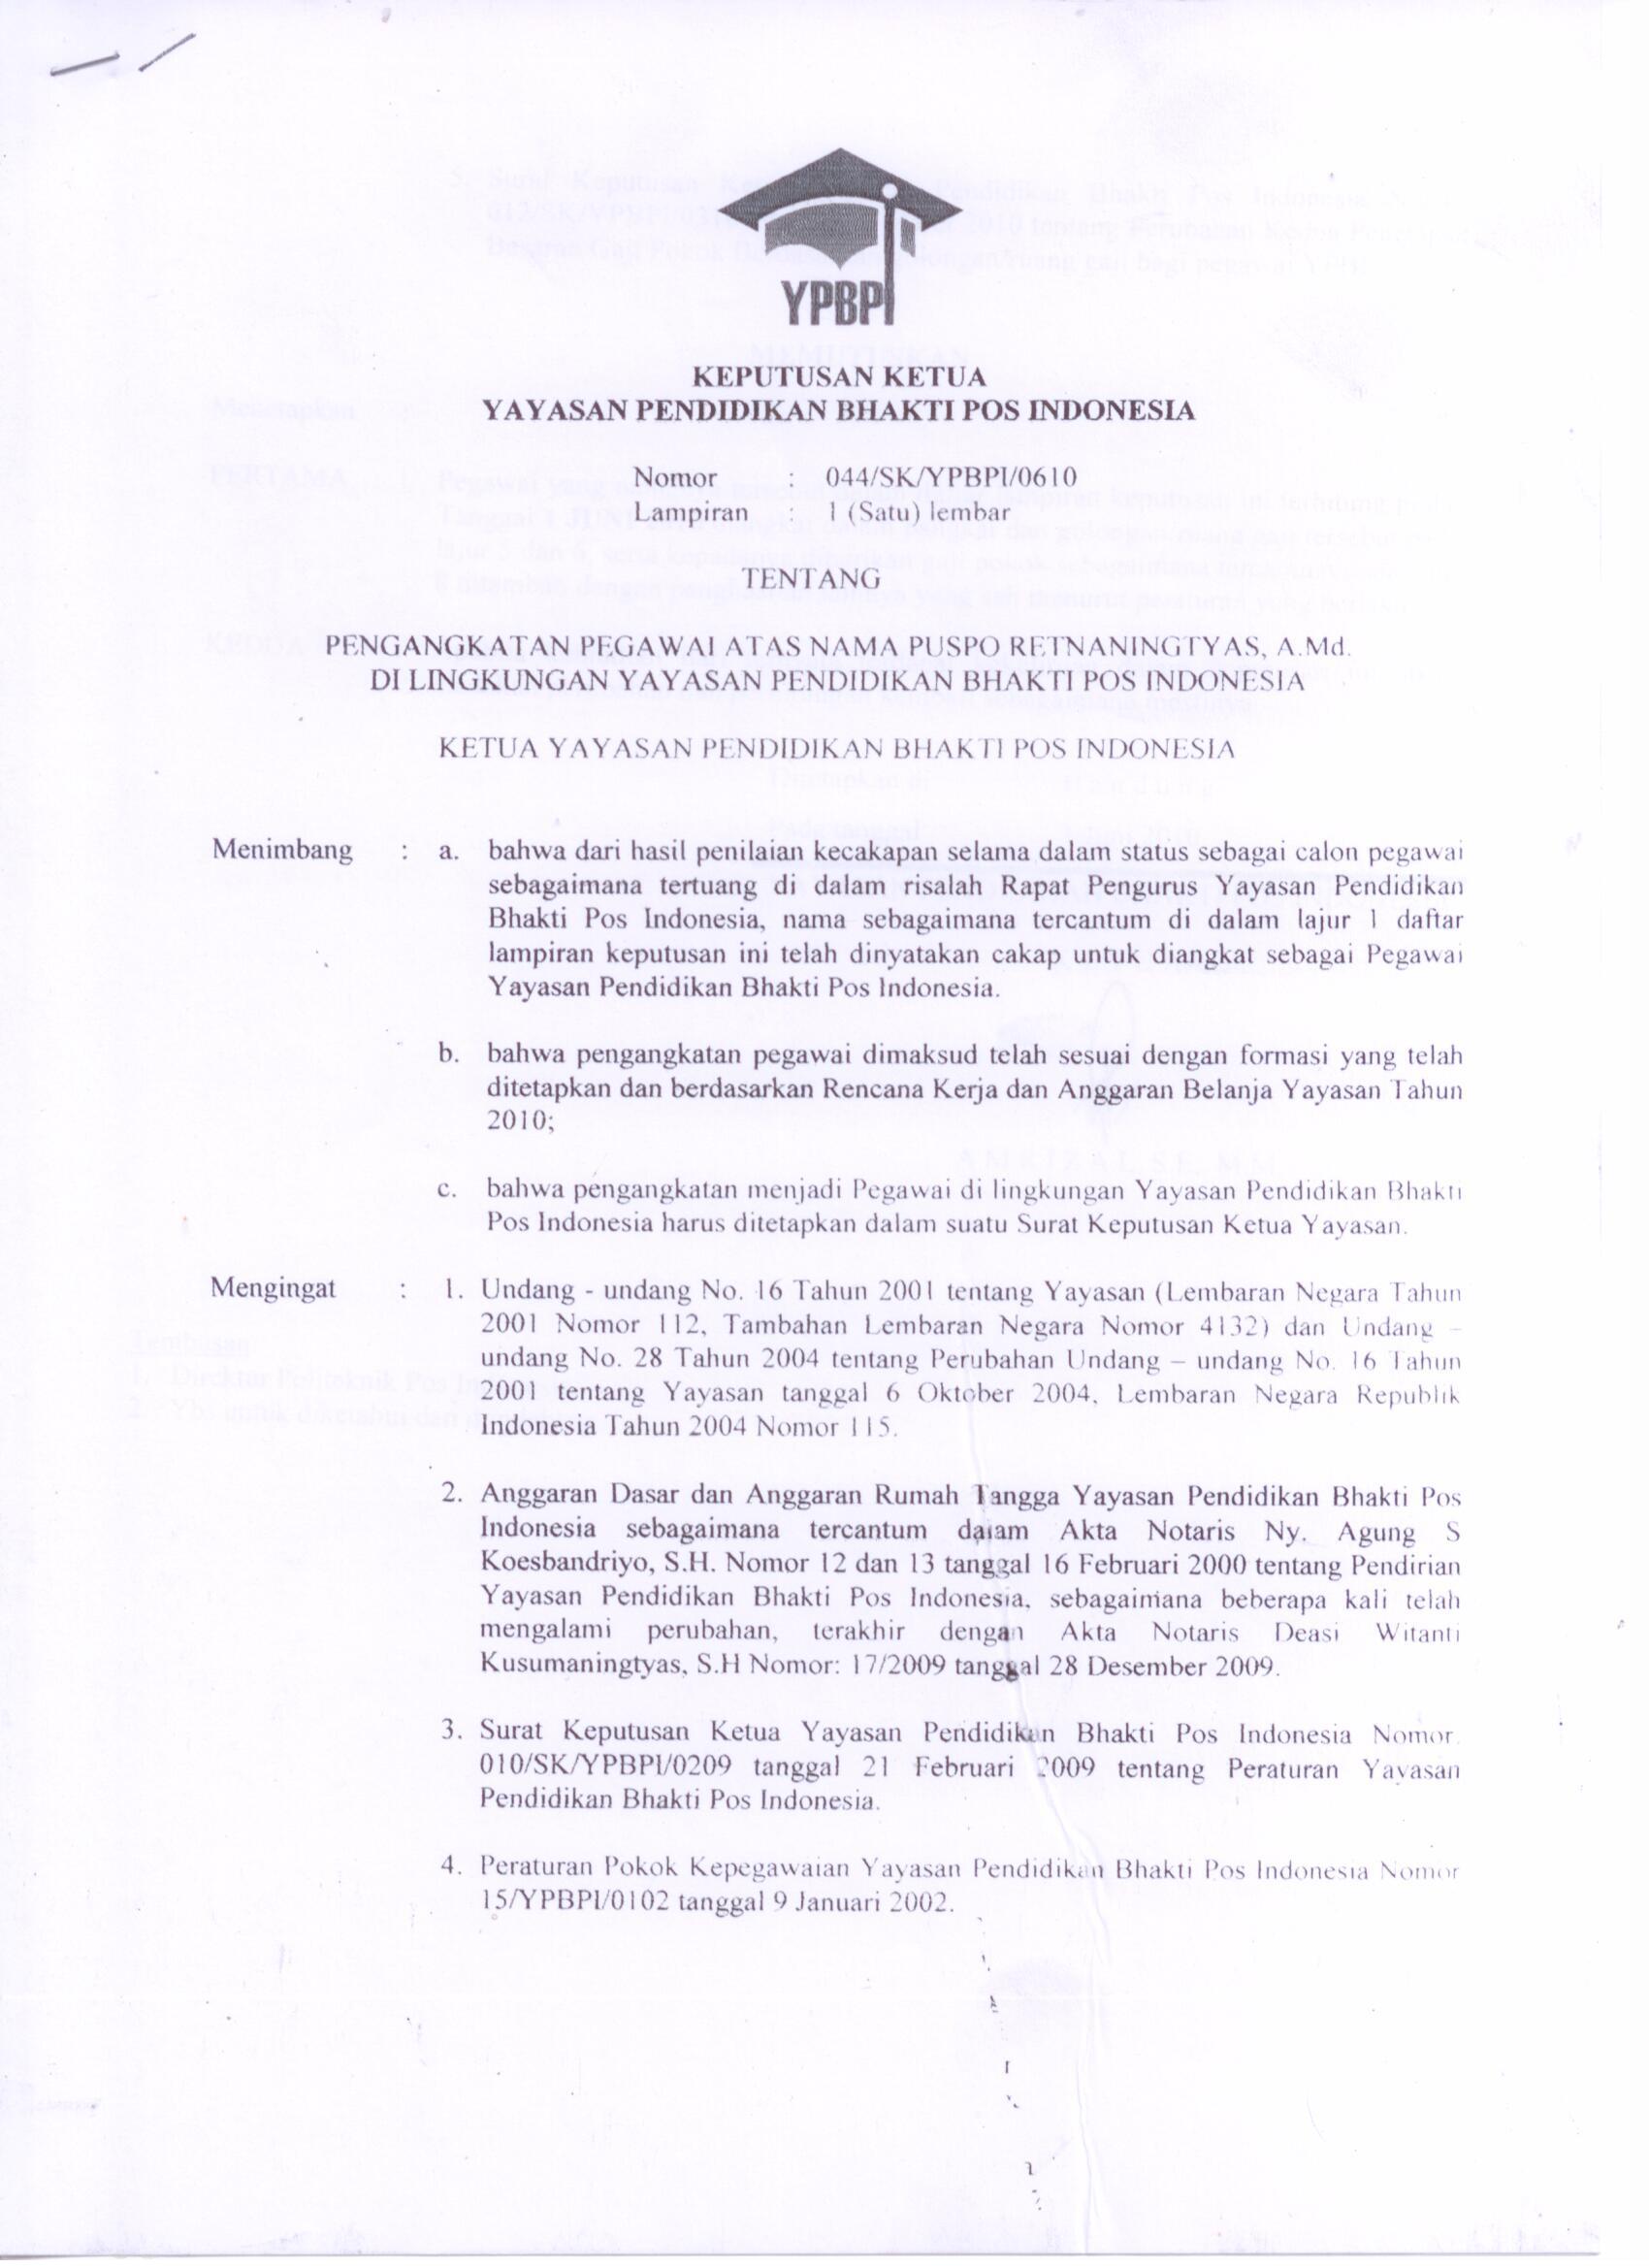 YPBPI
KEPUTUSAN KETUA
YAYASAN PENDIDIKAN BHAKTI POS INDONESIA
Nomor : 044/SK/YPBPI/0610
Lampiran : 1 (Satu) lembar
TENTANG
PENGANGKATAN PEGAWAI ATAS NAMA PUSPO RETNANINGTYAS, A.Md.
DI LINGKUNGAN YAYASAN PENDIDIKAN BHAKTI POS INDONESIA
KETUA YAYASAN PENDIDIKAN BHAKTI POS INDONESIA
Menimbang : a. bahwa dari hasil penilaian kecakapan selama dalam status sebagai calon pegawai
sebagaimana tertuang di dalam risalah Rapat Pengurus Yayasan Pendidikan
Bhakti Pos Indonesia, nama sebagaimana tercantum di dalam lajur 1 daftar
lampiran keputusan ini telah dinyatakan cakap untuk diangkat sebagai Pegawai
Yayasan Pendidikan Bhakti Pos Indonesia.
b. bahwa pengangkatan pegawai dimaksud telah sesuai dengan formasi yang telah
ditetapkan dan berdasarkan Rencana Kerja dan Anggaran Belanja Yayasan Tahun
2010;
c. bahwa pengangkatan menjadi Pegawai di lingkungan Yayasan Pendidikan Bhakti
Pos Indonesia harus ditetapkan dalam suatu Surat Keputusan Ketua Yayasan.
Mengingat : 1. Undang - undang No. 16 Tahun 2001 tentang Yayasan (Lembaran Negara Tahun
2001 Nomor 112, Tambahan Lembaran Negara Nomor 4132) dan Undang –
undang No. 28 Tahun 2004 tentang Perubahan Undang – undang No. 16 Tahun
2001 tentang Yayasan tanggal 6 Oktober 2004, Lembaran Negara Republik
Indonesia Tahun 2004 Nomor 115.
2. Anggaran Dasar dan Anggaran Rumah Tangga Yayasan Pendidikan Bhakti Pos
Indonesia sebagaimana tercantum dalam Akta Notaris Ny. Agung S
Koesbandriyo, S.H. Nomor 12 dan 13 tanggal 16 Februari 2000 tentang Pendirian
Yayasan Pendidikan Bhakti Pos Indonesia, sebagaimana beberapa kali telah
mengalami perubahan, terakhir dengan Akta Notaris Deasi Witanti
Kusumaningtyas, S.H Nomor: 17/2009 tanggal 28 Desember 2009.
3. Surat Keputusan Ketua Yayasan Pendidikan Bhakti Pos Indonesia Nomor
010/SK/YPBPI/0209 tanggal 21 Februari 2009 tentang Peraturan Yayasan
Pendidikan Bhakti Pos Indonesia.
4. Peraturan Pokok Kepegawaian Yayasan Pendidikan Bhakti Pos Indonesia Nomor
15/YPBPI/0102 tanggal 9 Januari 2002.